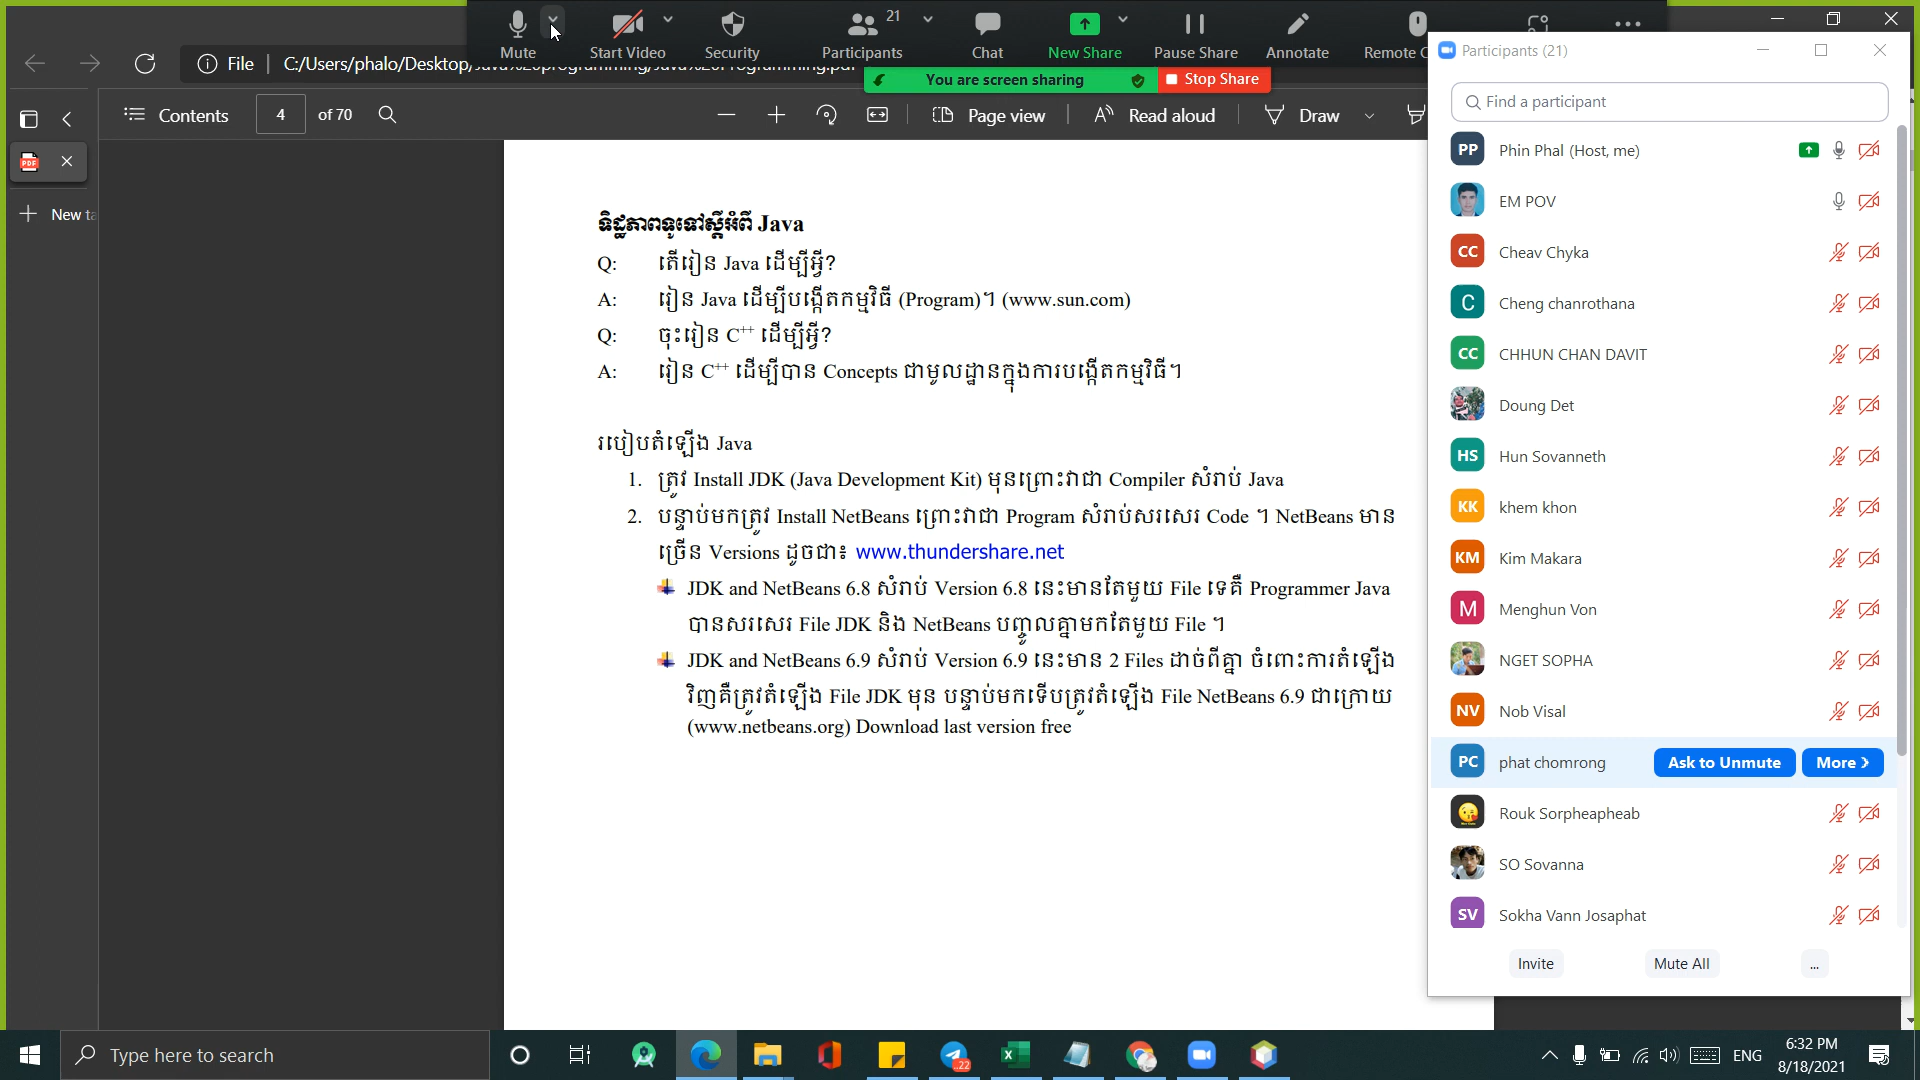 Mute
Start Video
Security
Participants
21
Chat
New Share
Pause Share
Annotate
Remote C
File
C:/Users/phalo/Desktop/
You are screen sharing
Stop Share
Contents
4
of 70
Page view
Read aloud
Draw
New ta
ទិដ្ឋភាពទូទៅស្ដីអំពី Java
Q: តើរៀន Java ដើម្បីអ្វី?
A: រៀន Java ដើម្បីបង្កើតកម្មវិធី (Program)។ (www.sun.com)
Q: ចុះរៀន C++ ដើម្បីអ្វី?
A: រៀន C++ ដើម្បីបាន Concepts ជាមូលដ្ឋានក្នុងការបង្កើតកម្មវិធី។
របៀបតំឡើង Java
1. ត្រូវ Install JDK (Java Development Kit) មុនព្រោះវាជា Compiler សំរាប់ Java
2. បន្ទាប់មកត្រូវ Install NetBeans ព្រោះវាជា Program សំរាប់សរសេរ Code ។ NetBeans មាន
ច្រើន Versions ដូចជា៖ www.thundershare.net
JDK and NetBeans 6.8 សំរាប់ Version 6.8 នេះមានតែមួយ File ទេគឺ Programmer Java
បានសរសេរ File JDK និង NetBeans បញ្ចូលគ្នាមកតែមួយ File ។
JDK and NetBeans 6.9 សំរាប់ Version 6.9 នេះមាន 2 Files ដាច់ពីគ្នា ចំពោះការតំឡើង
វិញគឺត្រូវតំឡើង File JDK មុន បន្ទាប់មកទើបត្រូវតំឡើង File NetBeans 6.9 ជាក្រោយ
(www.netbeans.org) Download last version free
Participants (21)
Find a participant
PP Phin Phal (Host, me)
EM POV
CC Cheav Chyka
C Cheng chanrothana
CC CHHUN CHAN DAVIT
Doung Det
HS Hun Sovanneth
KK khem khon
KM Kim Makara
M Menghun Von
NGET SOPHA
NV Nob Visal
PC phat chomrong Ask to Unmute More
Rouk Sorpheapheab
SO Sovanna
SV Sokha Vann Josaphat
Invite Mute All ...
Type here to search
22
ENG
6:32 PM
8/18/2021